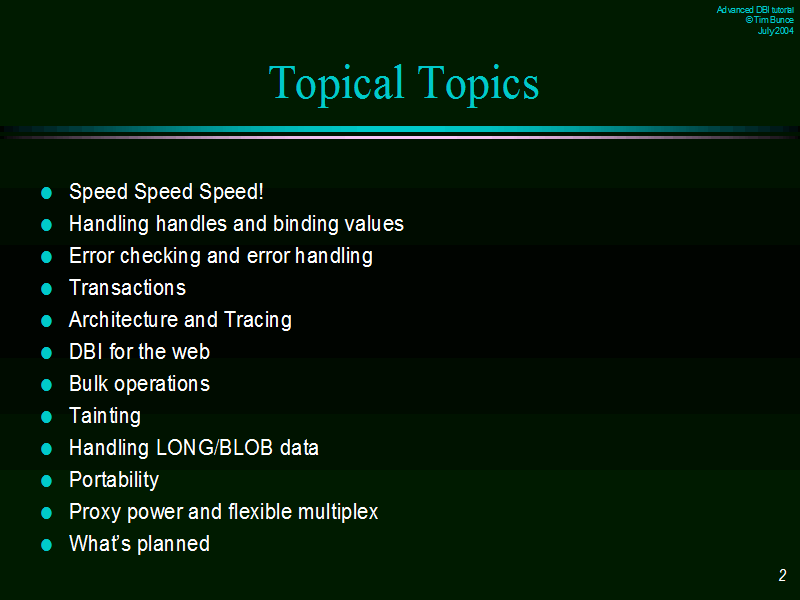 Advanced DBI tutorial
© Tim Bunce
July 2004
Topical Topics
Speed Speed Speed!
Handling handles and binding values
Error checking and error handling
Transactions
Architecture and Tracing
DBI for the web
Bulk operations
Tainting
Handling LONG/BLOB data
Portability
Proxy power and flexible multiplex
What's planned
2